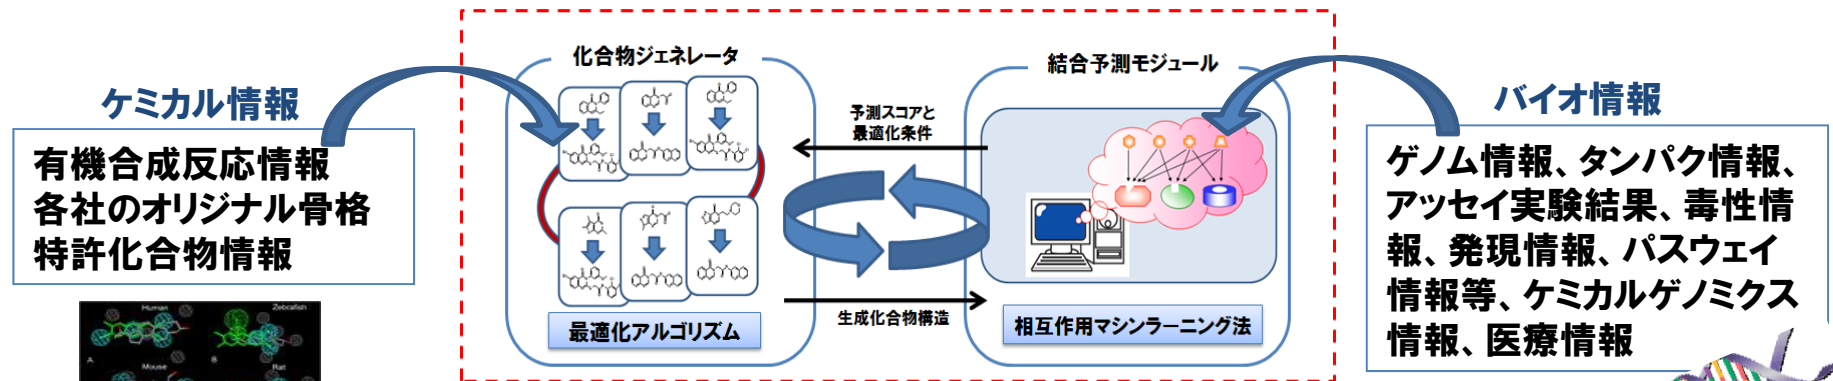 ケミカル情報
有機合成反応情報
各社のオリジナル骨格
特許化合物情報
Human
Zebrafish
A
B
Mouse
Rat
化合物ジェネレータ
最適化アルゴリズム
予測スコアと
最適化条件
生成化合物構造
結合予測モジュール
相互作用マシンラーニング法
バイオ情報
ゲノム情報、タンパク情報、
アッセイ実験結果、毒性情
報、発現情報、パスウェイ
情報等、ケミカルゲノミクス
情報、医療情報